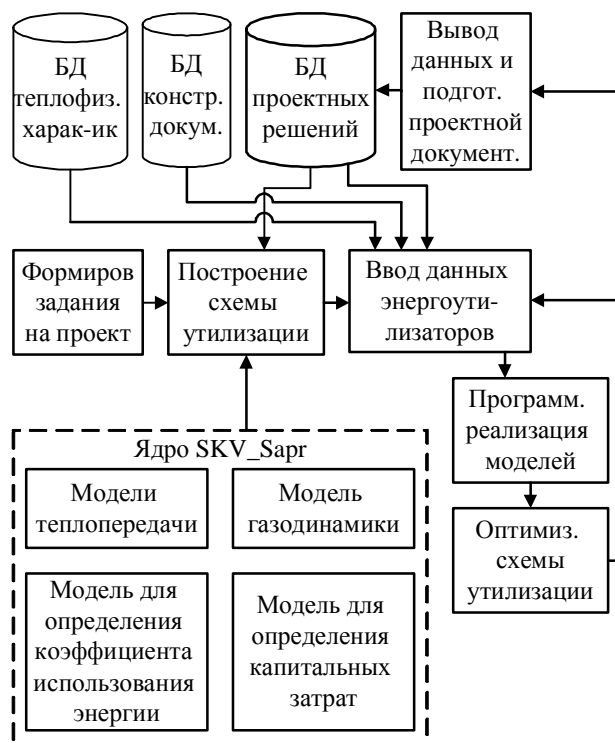 БД
теплофиз.
харак-ик
БД
констр.
докум.
БД
проектных
решений
Вывод
данных и
подгот.
проектной
документ.
Формиров
задания
на проект
Построение
схемы
утилизации
Ввод данных
энергоути-
лизаторов
Программ.
реализация
моделей
Оптимиз.
схемы
утилизации
Ядро SKV_Sapr
Модели
теплопередачи
Модель
газодинамики
Модель для
определения
коэффициента
использования
энергии
Модель для
определения
капитальных
затрат